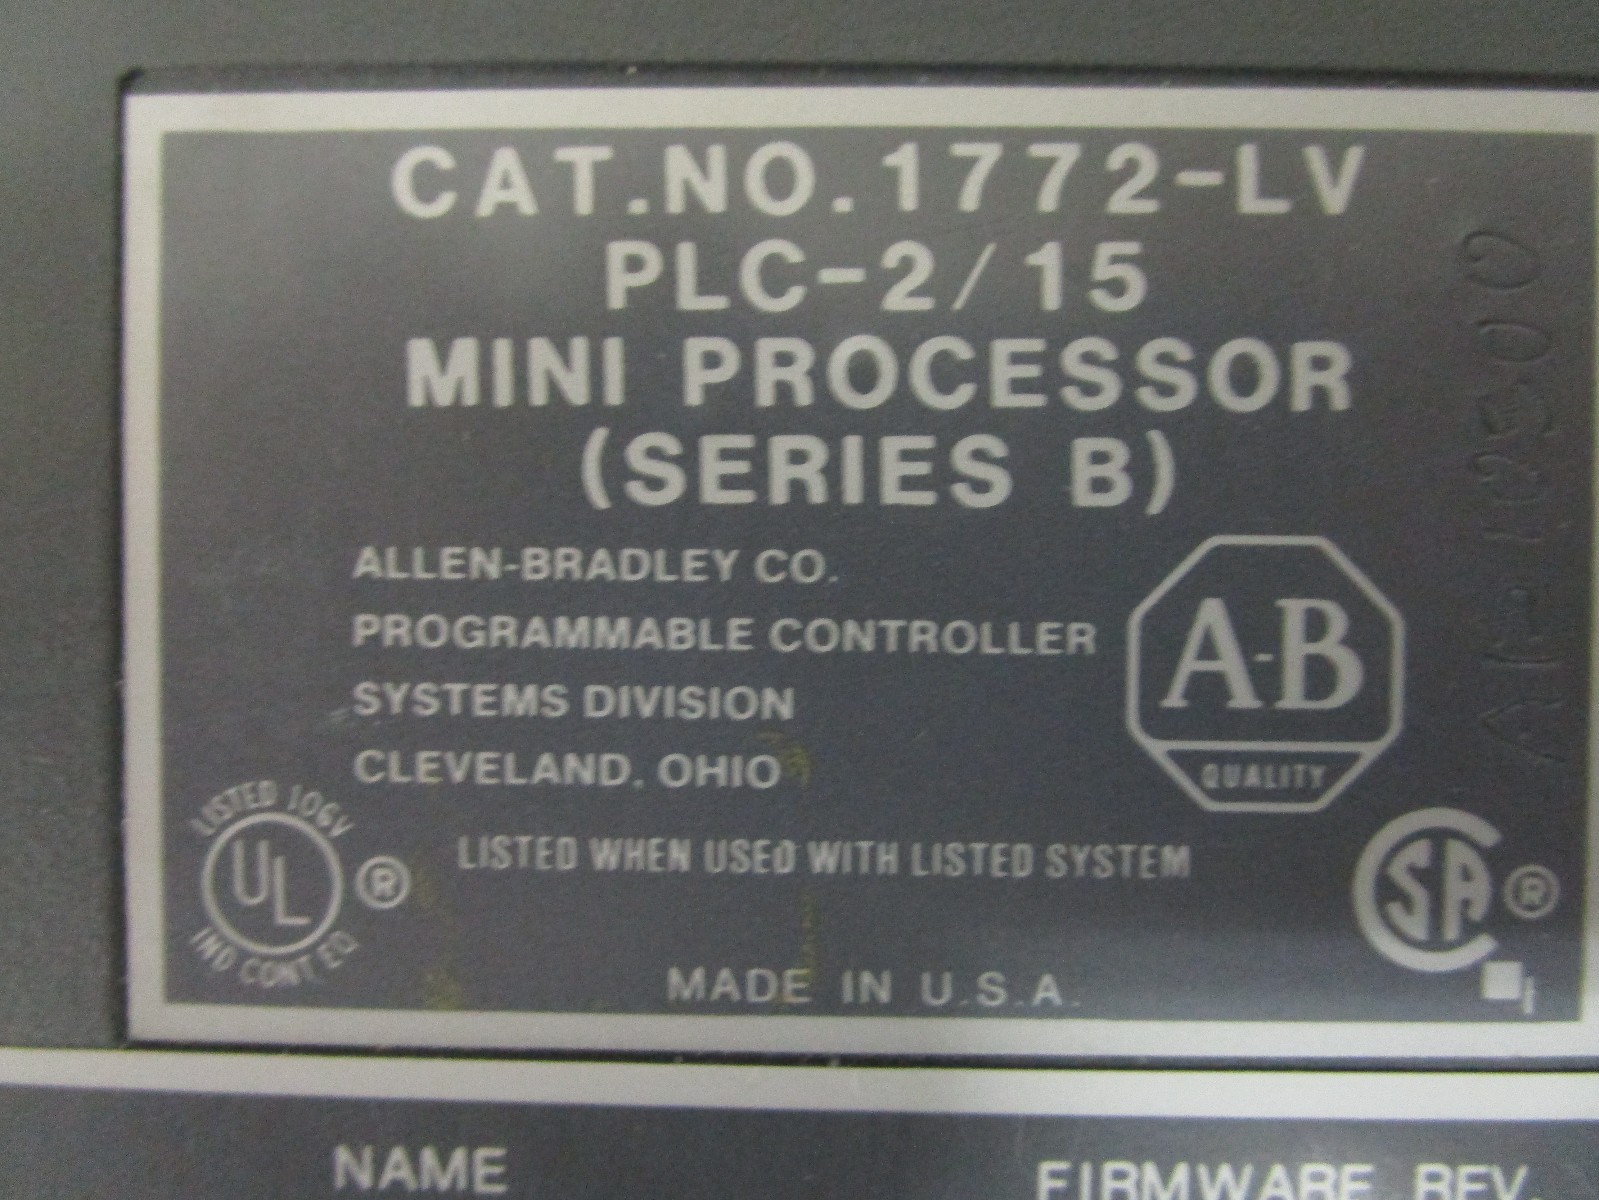 CAT.NO.1772-LV
PLC-2/15
MINI PROCESSOR
(SERIES B)
ALLEN-BRADLEY CO.
PROGRAMMABLE CONTROLLER
SYSTEMS DIVISION
CLEVELAND, OHIO
A-B
QUALITY
LISTED 106V
UL ®
IND CONT EQ
LISTED WHEN USED WITH LISTED SYSTEM
SA ®
MADE IN U.S.A.
NAME
FIRMWARE REV